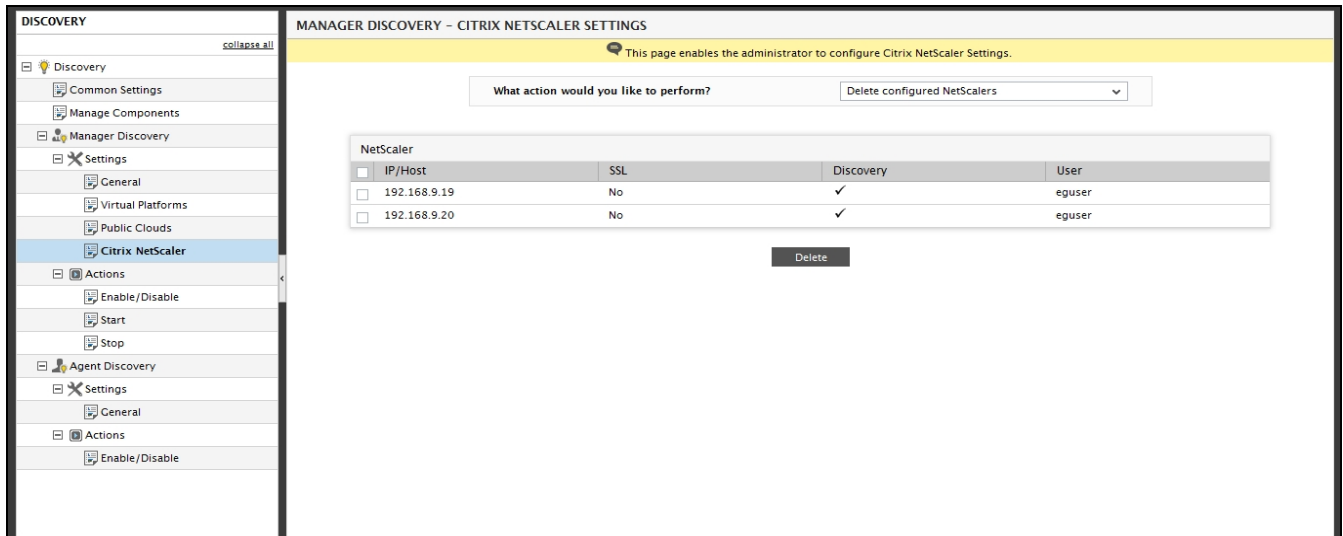 DISCOVERY
collapse all
Discovery
Common Settings
Manage Components
Manager Discovery
Settings
General
Virtual Platforms
Public Clouds
Citrix NetScaler
Actions
Enable/Disable
Start
Stop
Agent Discovery
Settings
General
Actions
Enable/Disable
MANAGER DISCOVERY – CITRIX NETSCALER SETTINGS
This page enables the administrator to configure Citrix NetScaler Settings.
What action would you like to perform? Delete configured NetScalers
NetScaler
IP/Host SSL Discovery User
192.168.9.19 No ✓ eguser
192.168.9.20 No ✓ eguser
Delete